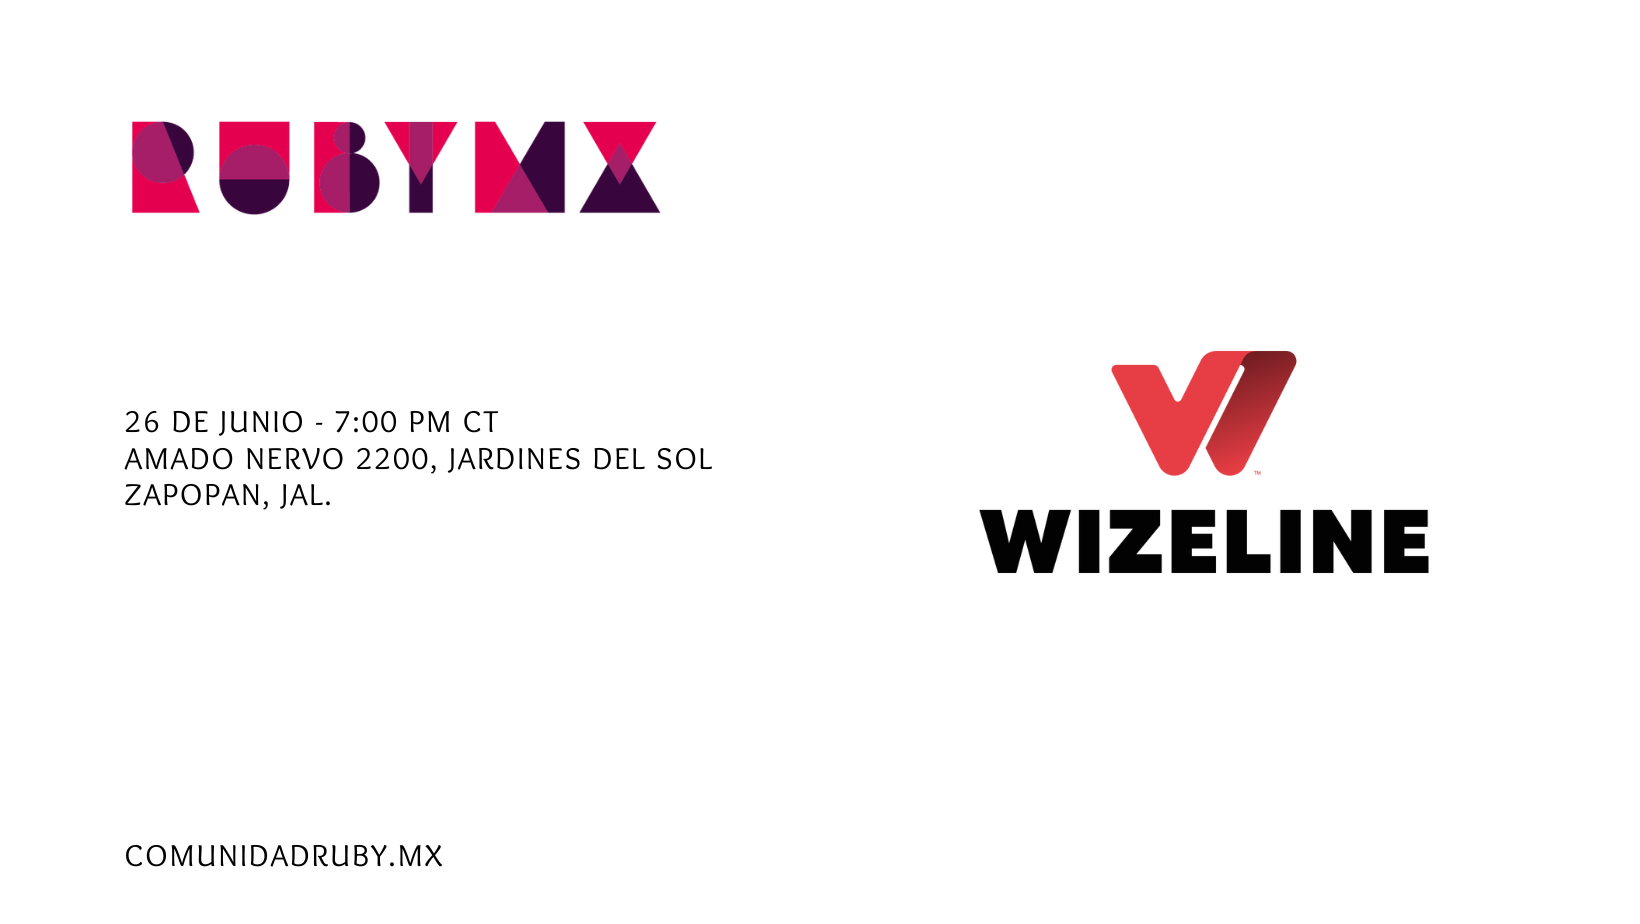 RUBYMX
26 DE JUNIO - 7:00 PM CT
AMADO NERVO 2200, JARDINES DEL SOL
ZAPOPAN, JAL.
™
WIZELINE
COMUNIDADRUBY.MX